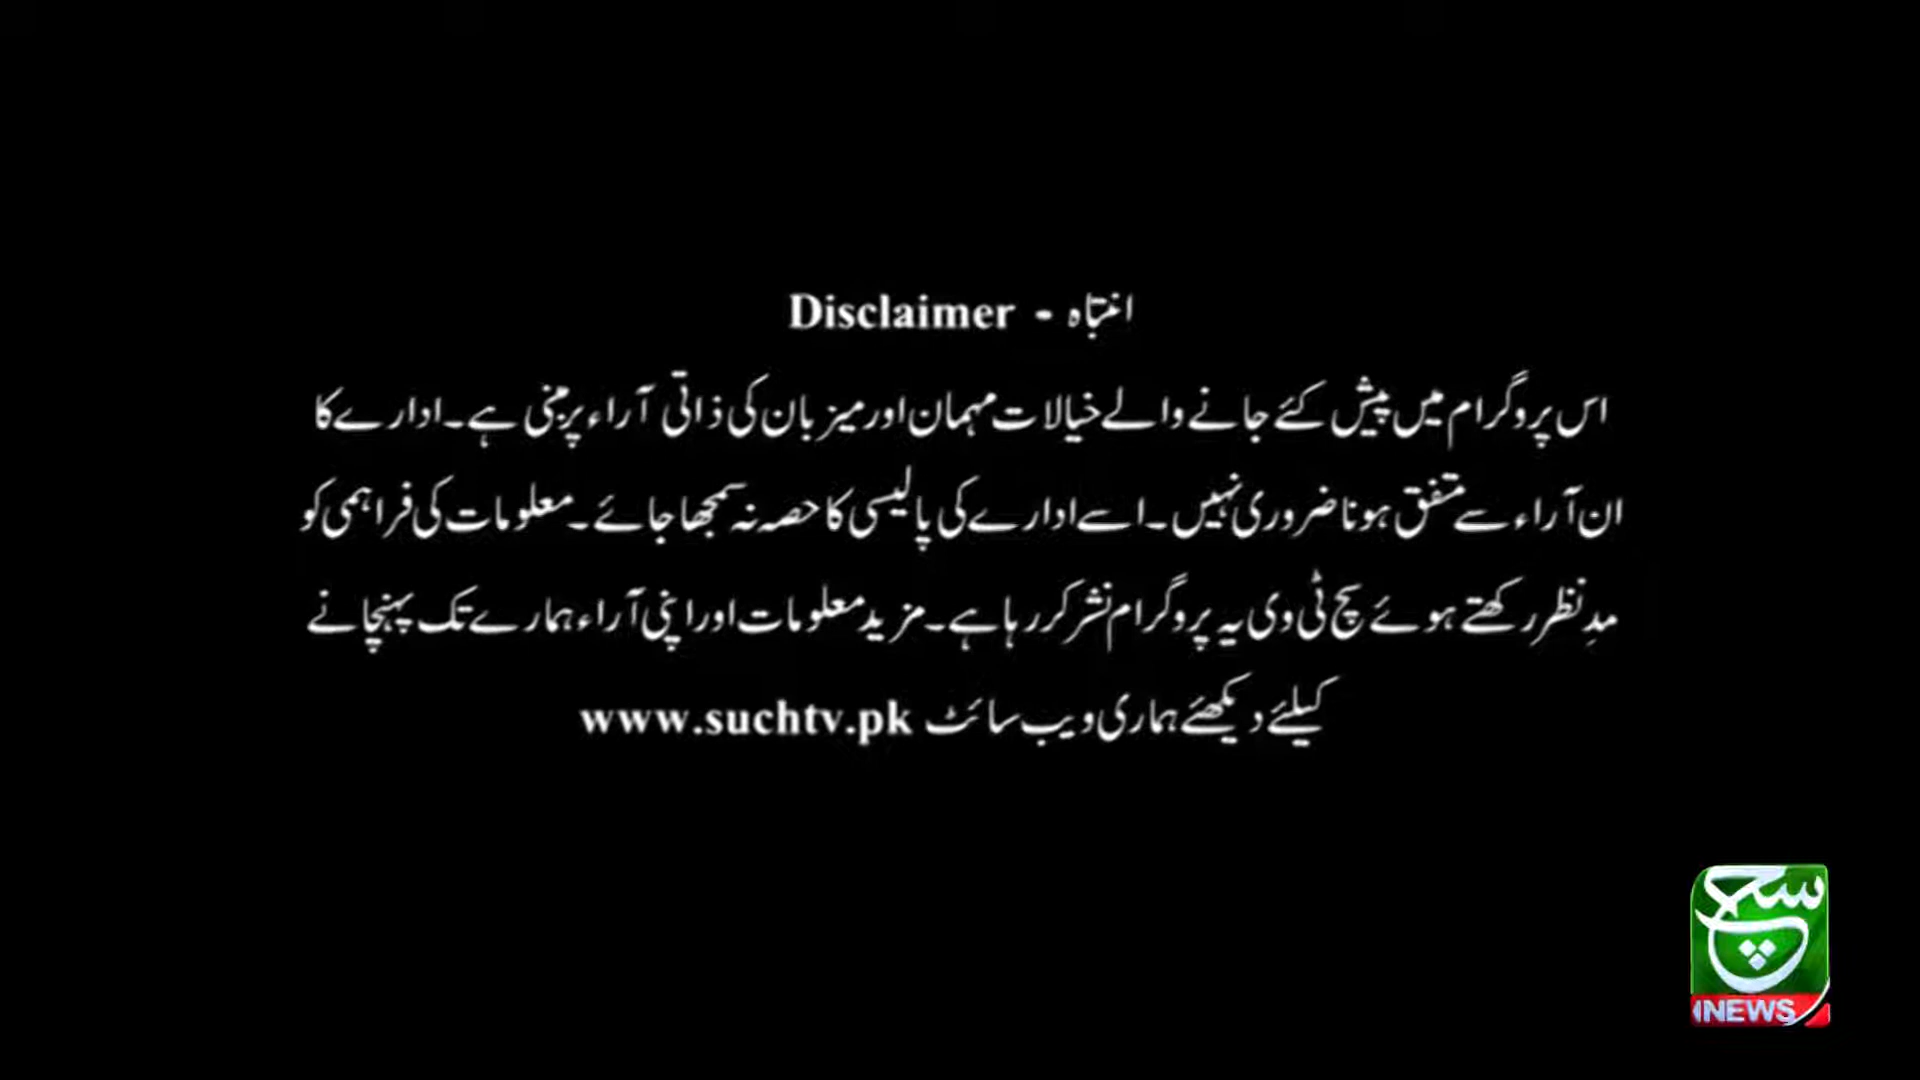 انتباہ - Disclaimer
اس پروگرام میں پیش کئے جانے والے خیالات مہمان اور میزبان کی ذاتی آراء پر مبنی ہے۔ ادارے کا
ان آراء سے متفق ہونا ضروری نہیں۔ اسے ادارے کی پالیسی کا حصہ نہ سمجھا جائے۔ معلومات کی فراہمی کو
مدِنظر رکھتے ہوئے سچ ٹی وی یہ پروگرام نشر کر رہا ہے۔ مزید معلومات اور اپنی آراء ہمارے تک پہنچانے
کیلئے دیکھئے ہماری ویب سائٹ www.suchtv.pk
سچ
NEWS